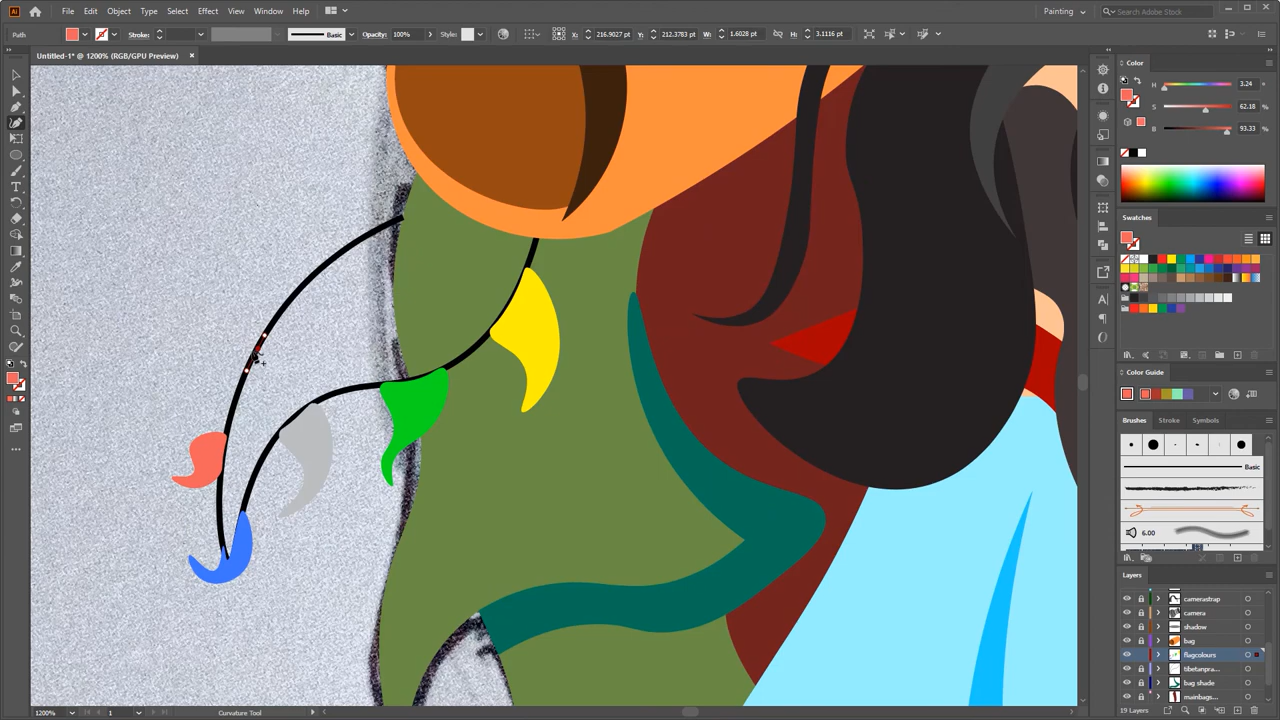 Ai File Edit Object Type Select Effect View Window Help Painting Search Adobe Stock
Path Stroke: Basic Opacity: 100% Style: X: 216.9027 pt Y: 212.3783 pt W: 1.6028 pt H: 3.1116 pt
Untitled-1* @ 1200% (RGB/GPU Preview) ×
Color
H 3.24 °
S 62.18 %
B 93.33 %
Swatches
Color Guide
Brushes Stroke Symbols
Basic
6.00
Layers
camerastrap
camera
shadow
bag
flagcolours
tibetanpra...
bag shade
mainbags...
19 Layers
1200% 1 Curvature Tool